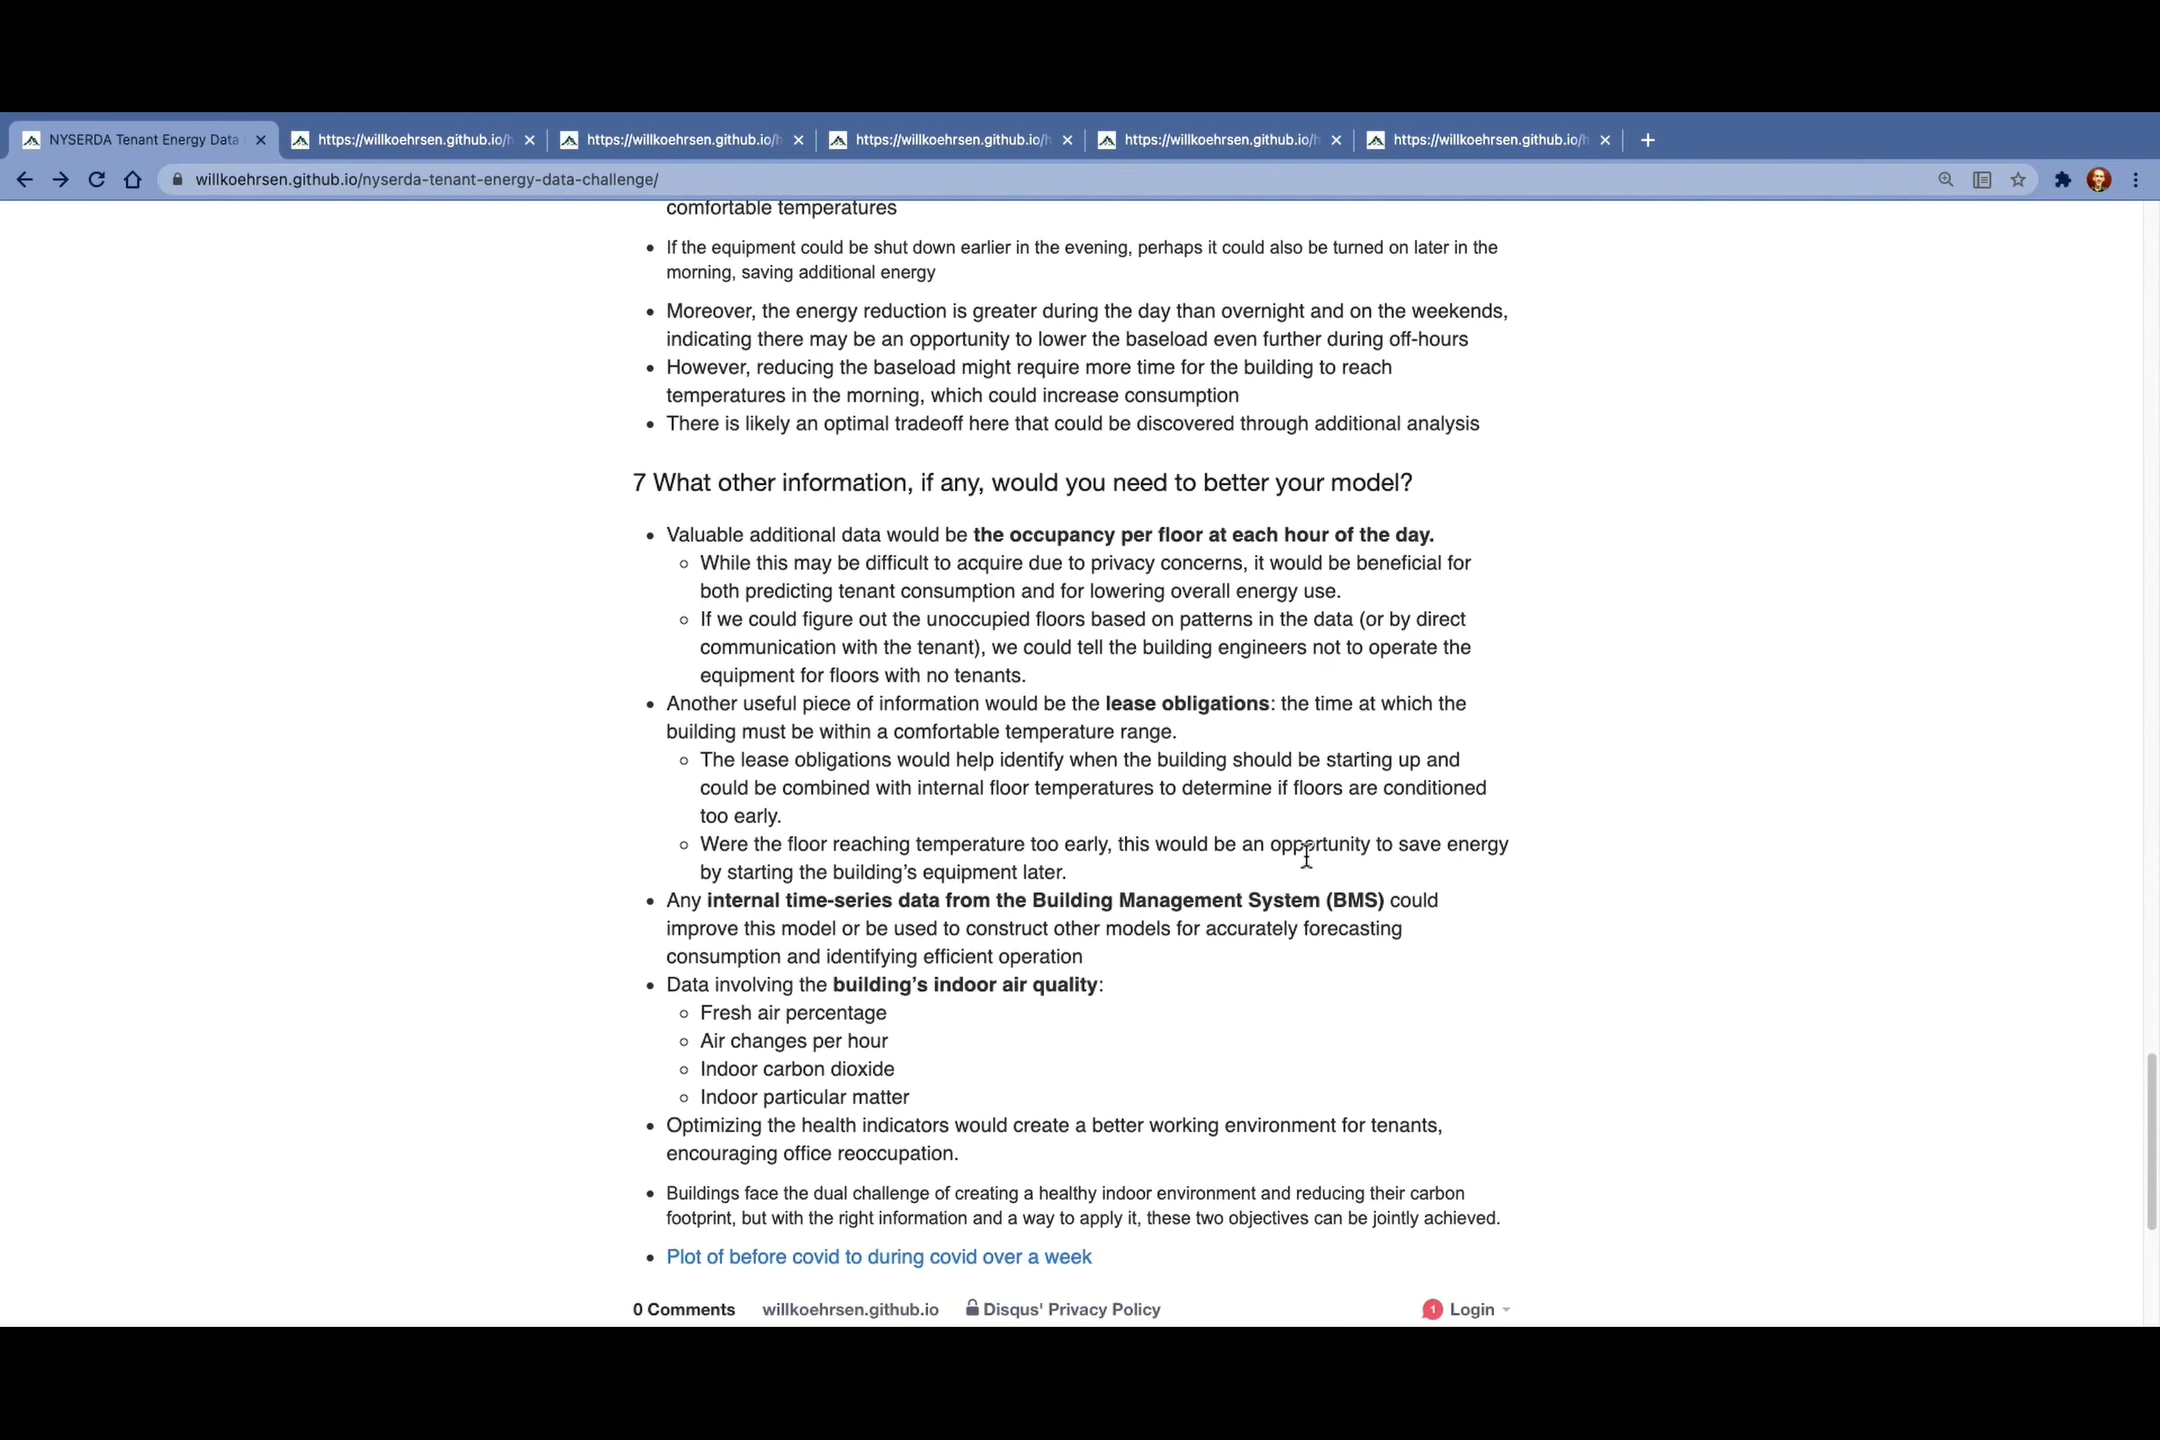 NYSERDA Tenant Energy Data
https://willkoehrsen.github.io/h
https://willkoehrsen.github.io/h
https://willkoehrsen.github.io/h
https://willkoehrsen.github.io/h
https://willkoehrsen.github.io/h
willkoehrsen.github.io/nyserda-tenant-energy-data-challenge/
comfortable temperatures
If the equipment could be shut down earlier in the evening, perhaps it could also be turned on later in the
morning, saving additional energy
Moreover, the energy reduction is greater during the day than overnight and on the weekends,
indicating there may be an opportunity to lower the baseload even further during off-hours
However, reducing the baseload might require more time for the building to reach
temperatures in the morning, which could increase consumption
There is likely an optimal tradeoff here that could be discovered through additional analysis
7 What other information, if any, would you need to better your model?
Valuable additional data would be the occupancy per floor at each hour of the day.
While this may be difficult to acquire due to privacy concerns, it would be beneficial for
both predicting tenant consumption and for lowering overall energy use.
If we could figure out the unoccupied floors based on patterns in the data (or by direct
communication with the tenant), we could tell the building engineers not to operate the
equipment for floors with no tenants.
Another useful piece of information would be the lease obligations: the time at which the
building must be within a comfortable temperature range.
The lease obligations would help identify when the building should be starting up and
could be combined with internal floor temperatures to determine if floors are conditioned
too early.
Were the floor reaching temperature too early, this would be an opportunity to save energy
by starting the building's equipment later.
Any internal time-series data from the Building Management System (BMS) could
improve this model or be used to construct other models for accurately forecasting
consumption and identifying efficient operation
Data involving the building's indoor air quality:
Fresh air percentage
Air changes per hour
Indoor carbon dioxide
Indoor particular matter
Optimizing the health indicators would create a better working environment for tenants,
encouraging office reoccupation.
Buildings face the dual challenge of creating a healthy indoor environment and reducing their carbon
footprint, but with the right information and a way to apply it, these two objectives can be jointly achieved.
Plot of before covid to during covid over a week
0 Comments willkoehrsen.github.io Disqus' Privacy Policy 1 Login